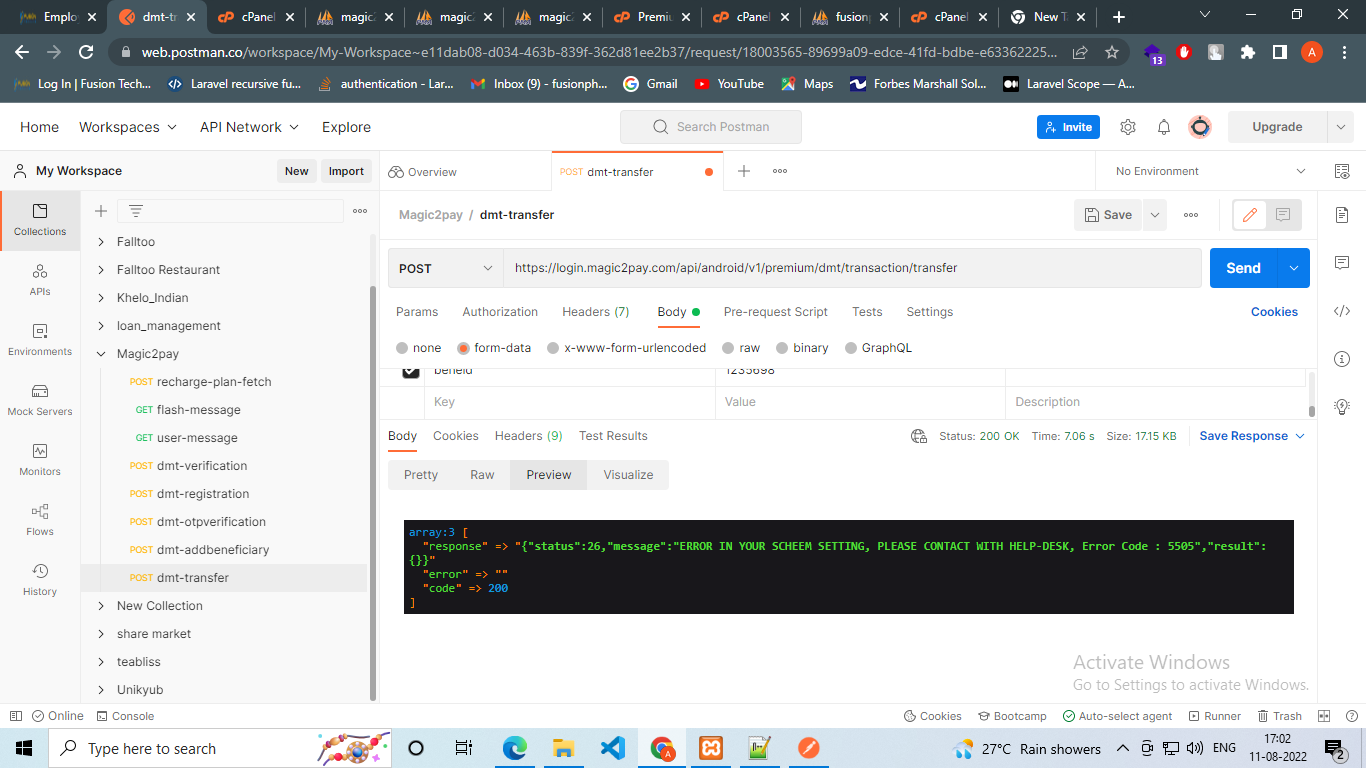 Emplo
dmt-tr
cPanel
magic2
magic2
magic2
Premiu
cPanel
fusionp
cPanel
New Ta
web.postman.co/workspace/My-Workspace~e11dab08-d034-463b-839f-362d81ee2b37/request/18003565-89699a09-edce-41fd-bdbe-e63362225...
13
A
Log In | Fusion Tech...
Laravel recursive fu...
authentication - Lar...
Inbox (9) - fusionph...
Gmail
YouTube
Maps
Forbes Marshall Sol...
Laravel Scope — A...
Home
Workspaces
API Network
Explore
Search Postman
Invite
Upgrade
My Workspace
New
Import
Overview
POST dmt-transfer
No Environment
Collections
APIs
Environments
Mock Servers
Monitors
Flows
History
Falltoo
Falltoo Restaurant
Khelo_Indian
loan_management
Magic2pay
POST recharge-plan-fetch
GET flash-message
GET user-message
POST dmt-verification
POST dmt-registration
POST dmt-otpverification
POST dmt-addbeneficiary
POST dmt-transfer
New Collection
share market
teabliss
Unikyub
Magic2pay / dmt-transfer
Save
POST
https://login.magic2pay.com/api/android/v1/premium/dmt/transaction/transfer
Send
Params
Authorization
Headers (7)
Body
Pre-request Script
Tests
Settings
Cookies
none
form-data
x-www-form-urlencoded
raw
binary
GraphQL
beneid
1235698
Key
Value
Description
Body
Cookies
Headers (9)
Test Results
Status: 200 OK
Time: 7.06 s
Size: 17.15 KB
Save Response
Pretty
Raw
Preview
Visualize
array:3 [
"response" => "{"status":26,"message":"ERROR IN YOUR SCHEEM SETTING, PLEASE CONTACT WITH HELP-DESK, Error Code : 5505","result":
{}}"
"error" => ""
"code" => 200
]
Activate Windows
Go to Settings to activate Windows.
Online
Console
Cookies
Bootcamp
Auto-select agent
Runner
Trash
Type here to search
27°C Rain showers
ENG
17:02
11-08-2022
2